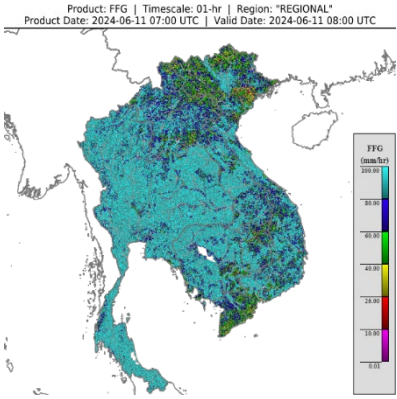 Product: FFG | Timescale: 01-hr | Region: "REGIONAL"
Product Date: 2024-06-11 07:00 UTC | Valid Date: 2024-06-11 08:00 UTC
FFG
(mm/hr)
100.00
80.00
60.00
40.00
20.00
10.00
0.01